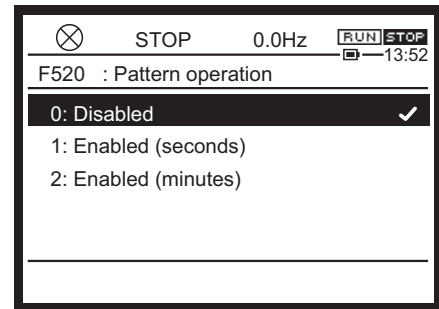 STOP 0.0Hz RUN STOP
13:52
F520 : Pattern operation
0: Disabled
1: Enabled (seconds)
2: Enabled (minutes)